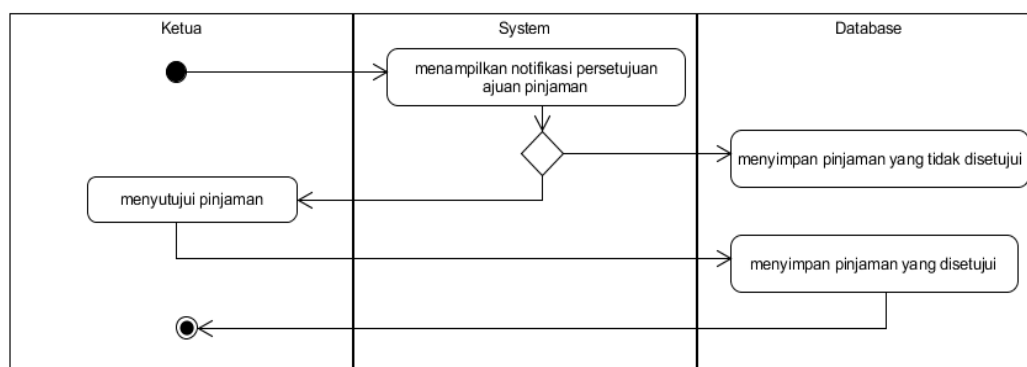 Ketua
System
Database
menampilkan notifikasi persetujuan
ajuan pinjaman
menyimpan pinjaman yang tidak disetujui
menyutujui pinjaman
menyimpan pinjaman yang disetujui